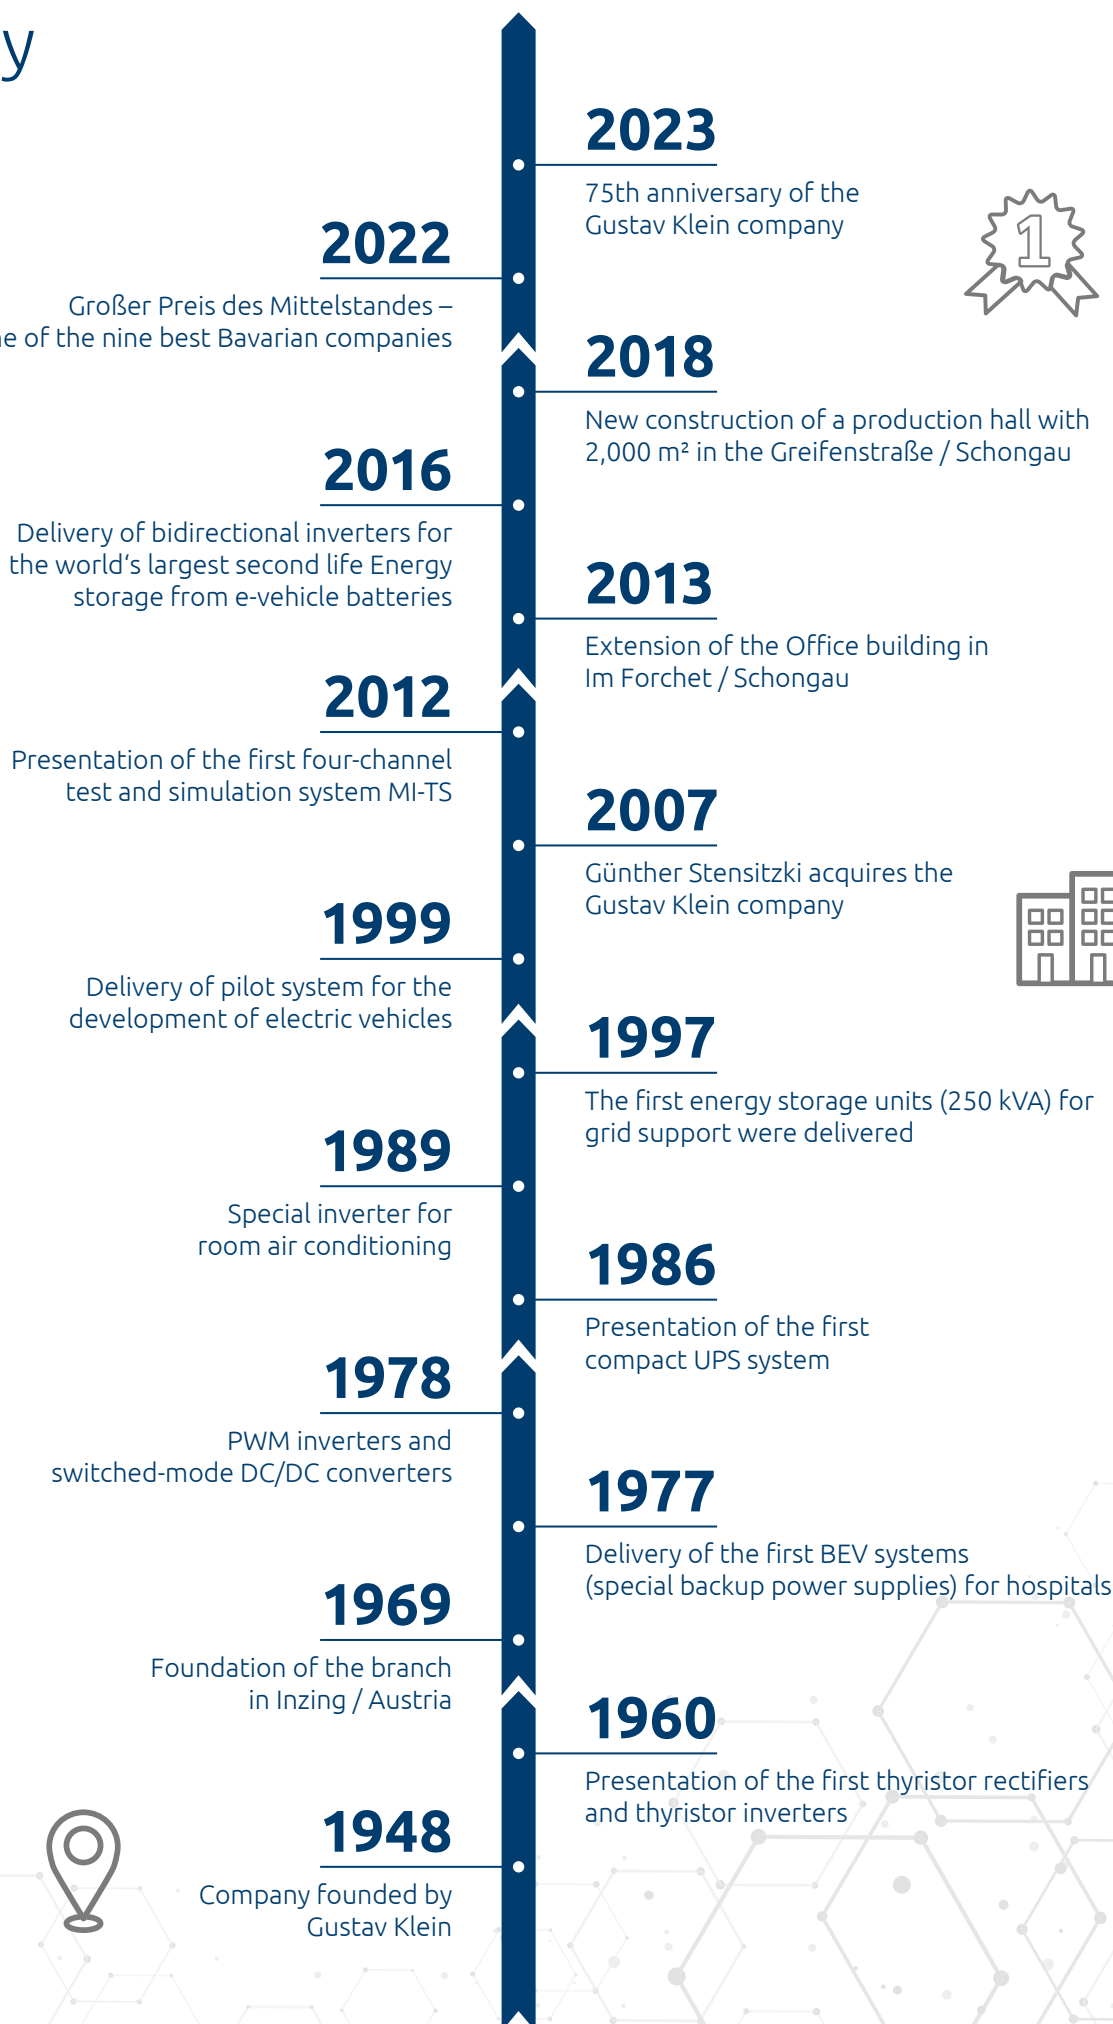 y
2023
75th anniversary of the
Gustav Klein company
1
2022
Großer Preis des Mittelstandes –
of the nine best Bavarian companies
2018
New construction of a production hall with
2,000 m² in the Greifenstraße / Schongau
2016
Delivery of bidirectional inverters for
the world‘s largest second life Energy
storage from e-vehicle batteries
2013
Extension of the Office building in
Im Forchet / Schongau
2012
Presentation of the first four-channel
test and simulation system MI-TS
2007
Günther Stensitzki acquires the
Gustav Klein company
1999
Delivery of pilot system for the
development of electric vehicles
1997
The first energy storage units (250 kVA) for
grid support were delivered
1989
Special inverter for
room air conditioning
1986
Presentation of the first
compact UPS system
1978
PWM inverters and
switched-mode DC/DC converters
1977
Delivery of the first BEV systems
(special backup power supplies) for hospitals
1969
Foundation of the branch
in Inzing / Austria
1960
Presentation of the first thyristor rectifiers
and thyristor inverters
1948
Company founded by
Gustav Klein